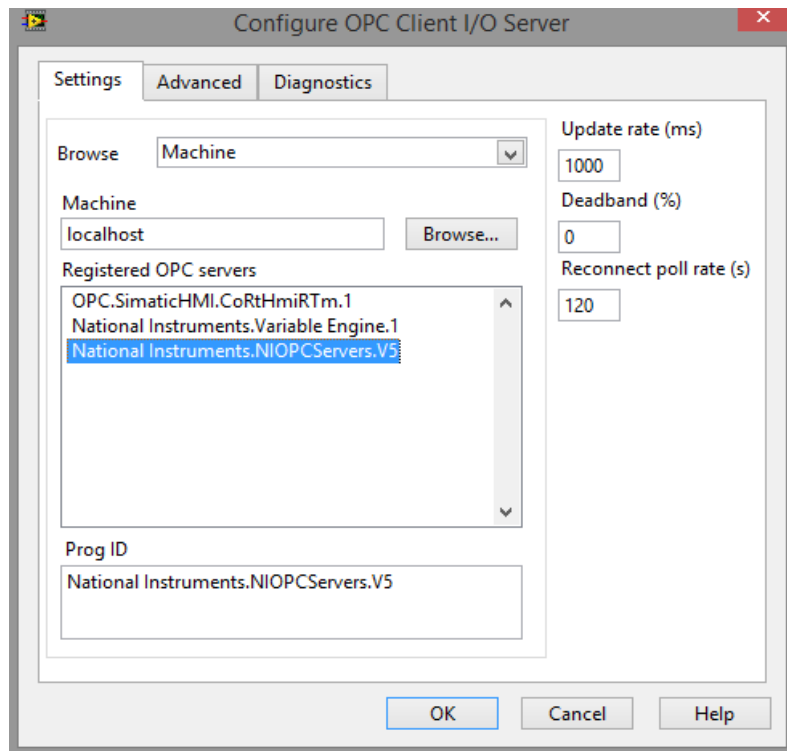 Configure OPC Client I/O Server
Settings
Advanced
Diagnostics
Browse
Machine
Machine
localhost
Browse...
Registered OPC servers
OPC.SimaticHMI.CoRtHmiRTm.1
National Instruments.Variable Engine.1
National Instruments.NIOPCServers.V5
Prog ID
National Instruments.NIOPCServers.V5
Update rate (ms)
1000
Deadband (%)
0
Reconnect poll rate (s)
120
OK
Cancel
Help